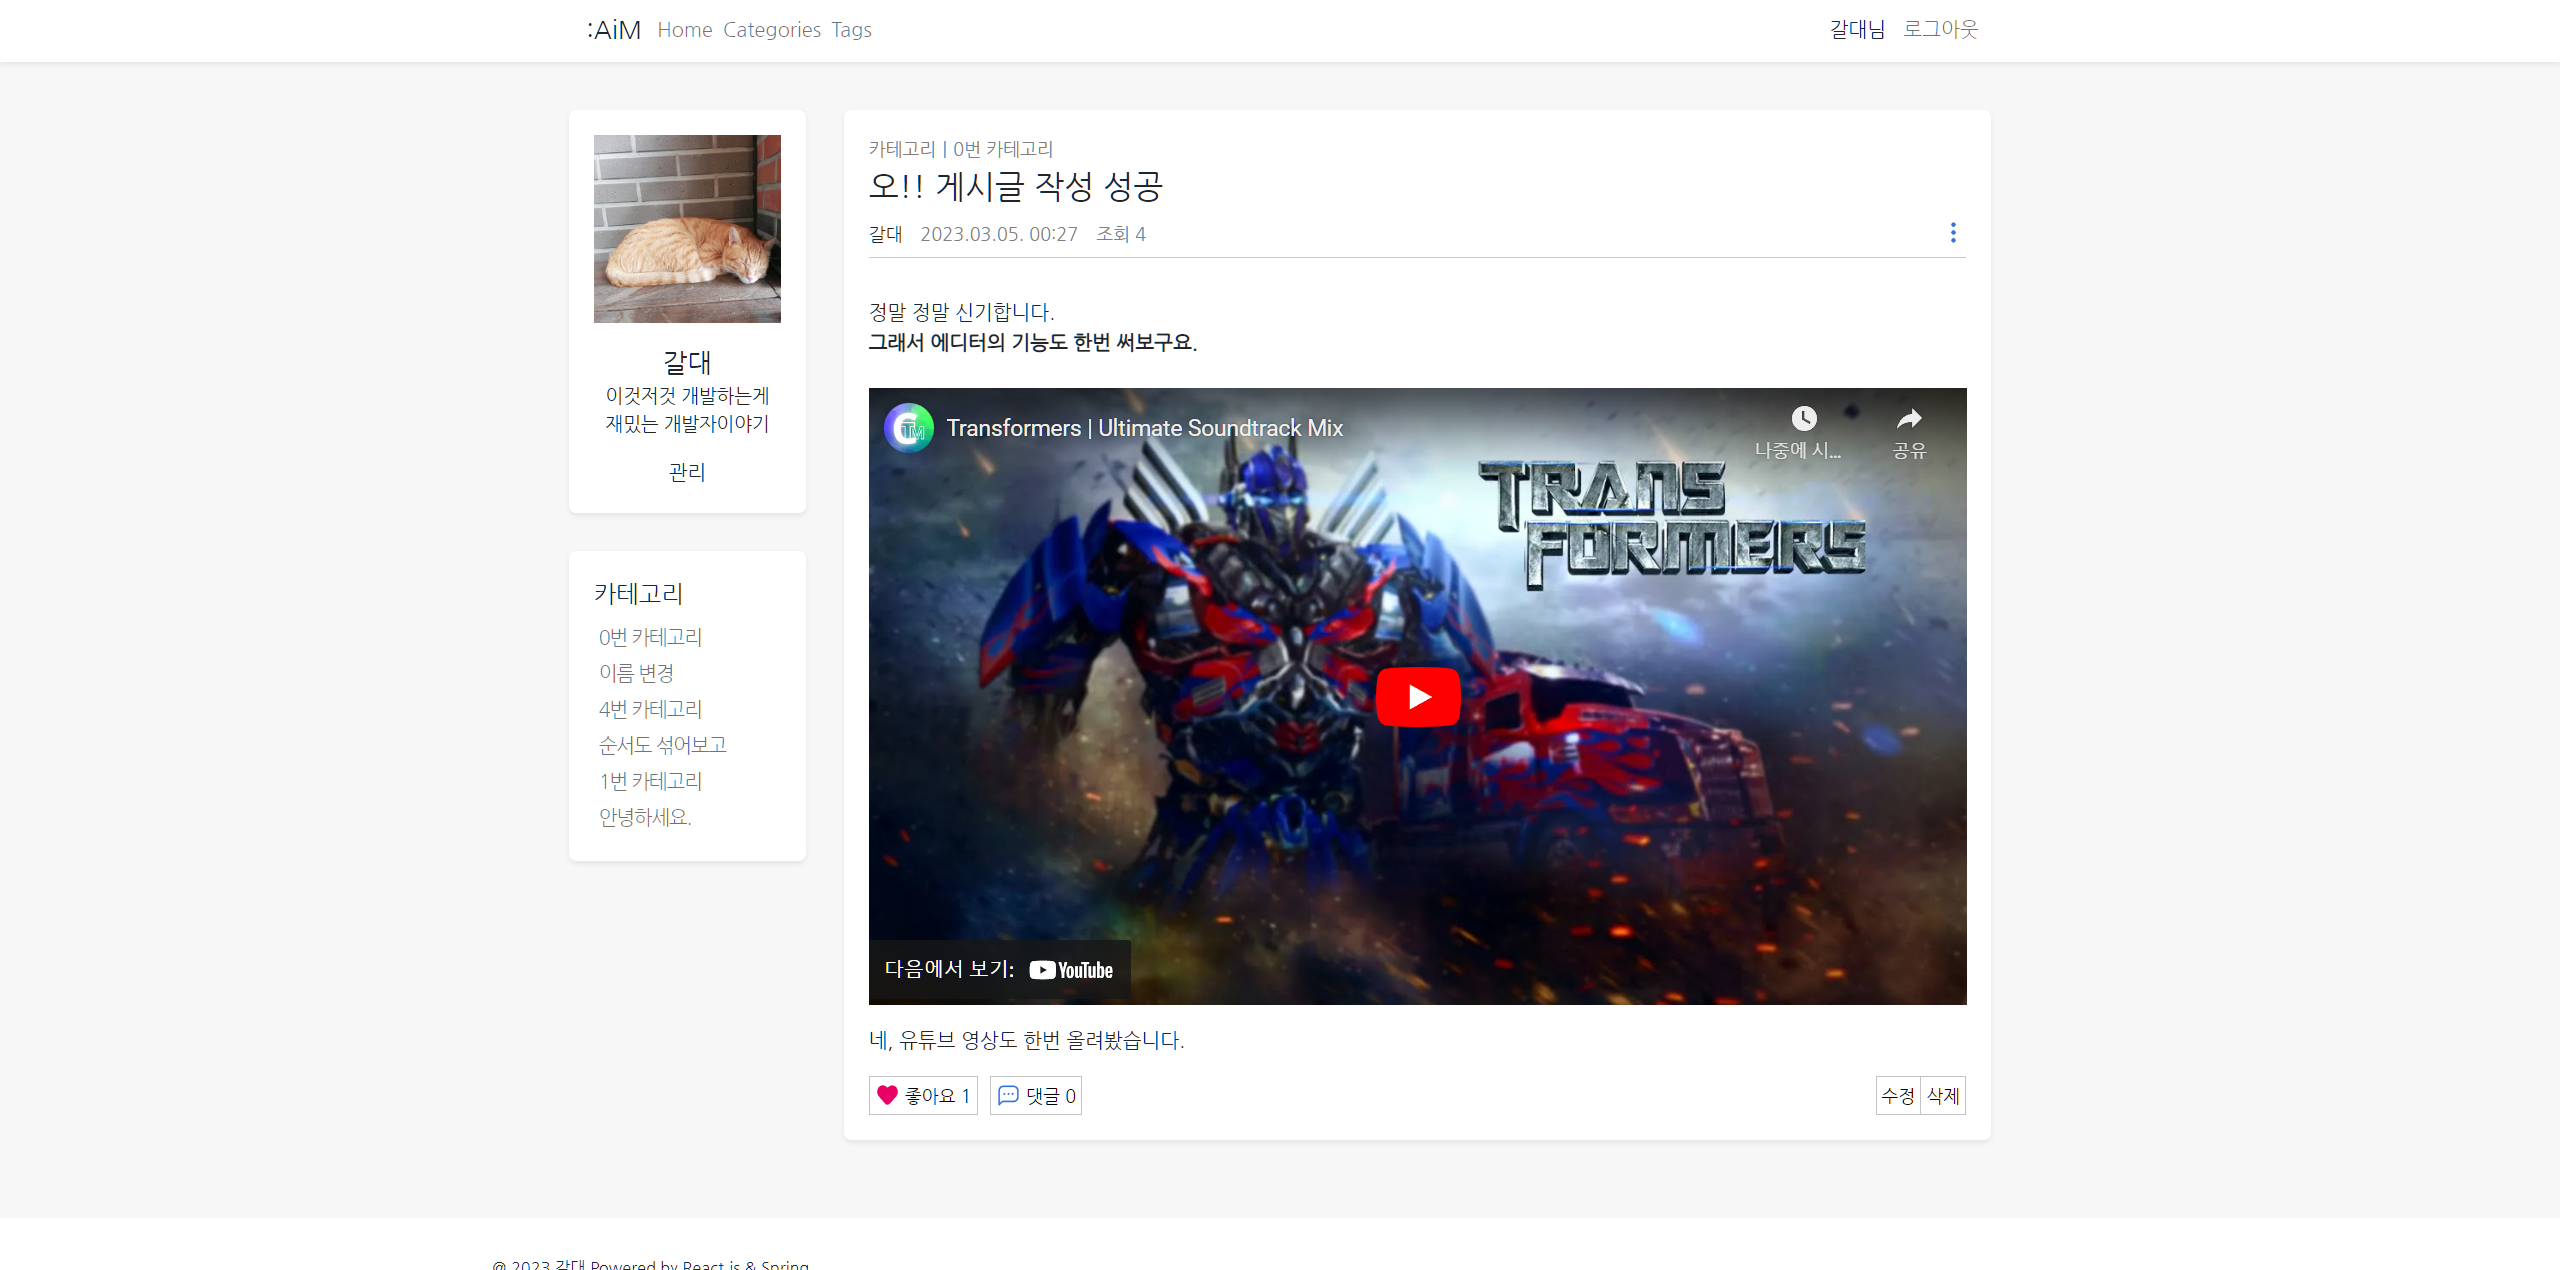 :AiM Home Categories Tags 갈대님 로그아웃
갈대
이것저것 개발하는게
재밌는 개발자이야기
관리
카테고리
0번 카테고리
이름 변경
4번 카테고리
순서도 섞어보고
1번 카테고리
안녕하세요.
카테고리 | 0번 카테고리
오!! 게시글 작성 성공
갈대 2023.03.05. 00:27 조회 4
정말 정말 신기합니다.
그래서 에디터의 기능도 한번 써보구요.
Transformers | Ultimate Soundtrack Mix
나중에 시... 공유
TRANS
FORMERS
다음에서 보기: YouTube
네, 유튜브 영상도 한번 올려봤습니다.
좋아요 1 댓글 0 수정 삭제
@ 2023 갈대 Powered by React.js & Spring